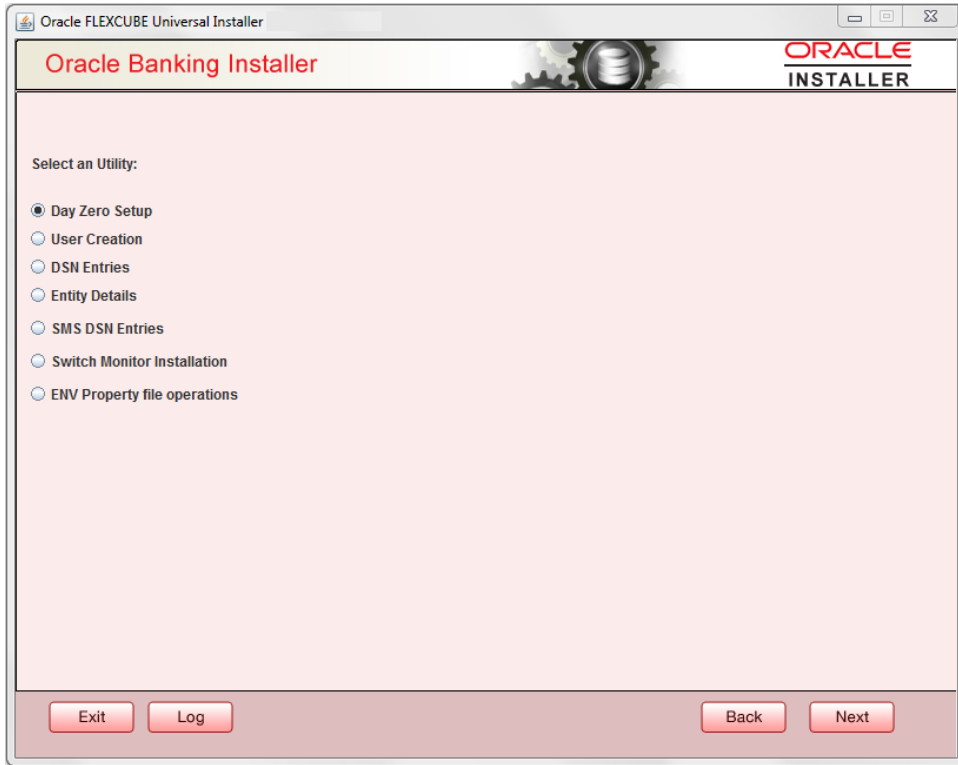 Oracle FLEXCUBE Universal Installer
Oracle Banking Installer
ORACLE
INSTALLER
Select an Utility:
Day Zero Setup
User Creation
DSN Entries
Entity Details
SMS DSN Entries
Switch Monitor Installation
ENV Property file operations
Exit
Log
Back
Next